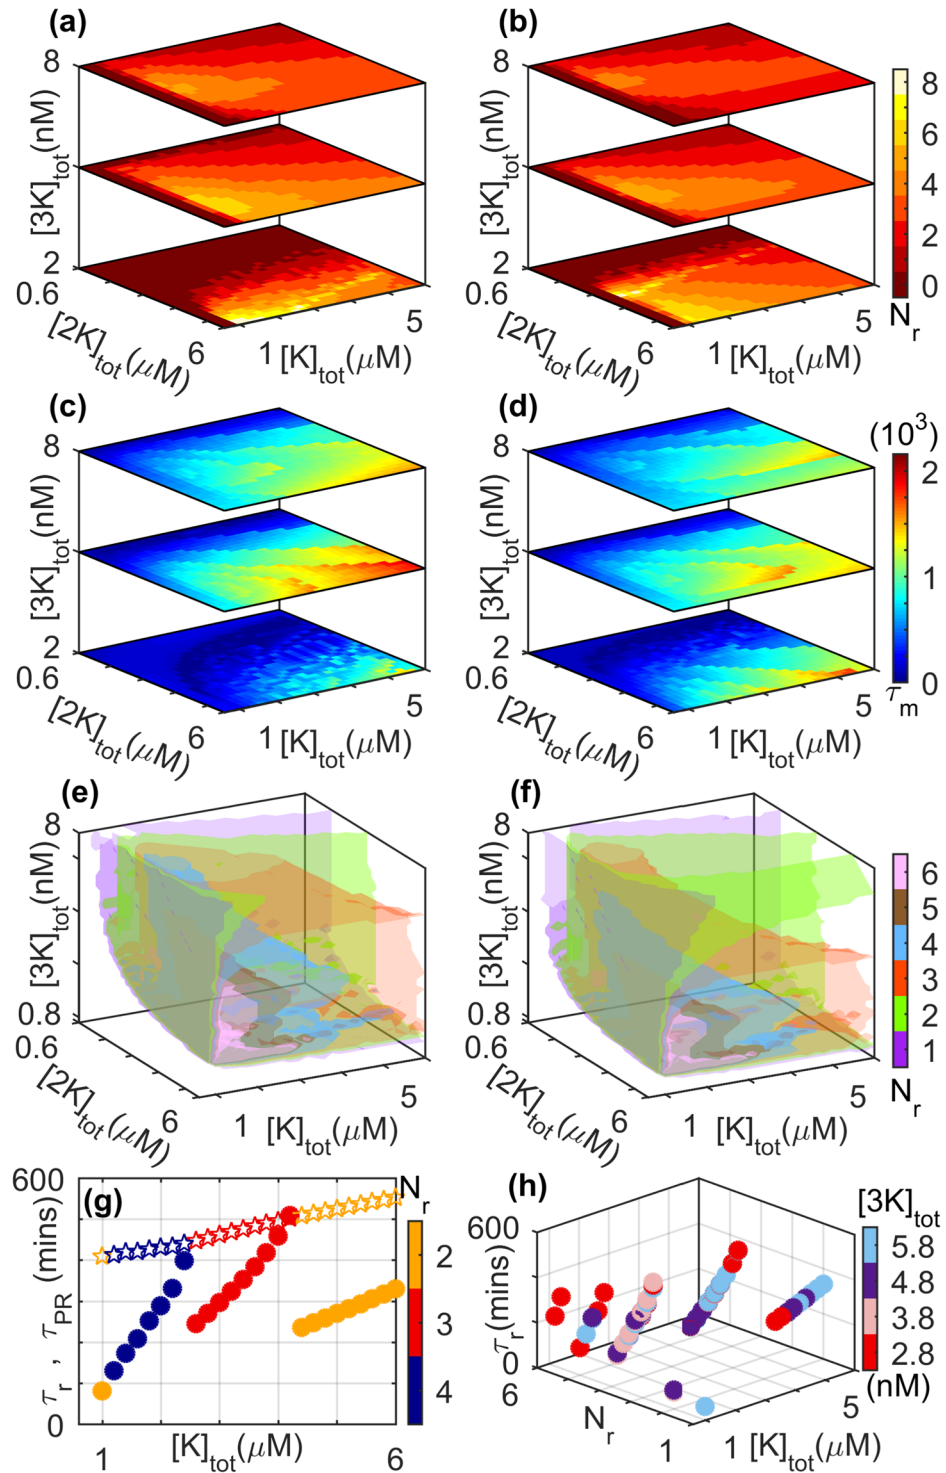 (a)
(b)
8
[3K]tot(nM)
2
0.6
[2K]tot(μM)
6
1
[K]tot(μM)
5
8
[3K]tot(nM)
2
0.6
[2K]tot(μM)
6
1
[K]tot(μM)
5
8
6
4
2
0
Nr
(c)
(d)
8
[3K]tot(nM)
2
0.6
[2K]tot(μM)
6
1
[K]tot(μM)
5
8
[3K]tot(nM)
2
0.6
[2K]tot(μM)
6
1
[K]tot(μM)
5
(10³)
2
1
0
τm
(e)
(f)
8
[3K]tot(nM)
0.8
0.6
[2K]tot(μM)
6
1
[K]tot(μM)
5
8
[3K]tot(nM)
0.8
0.6
[2K]tot(μM)
6
1
[K]tot(μM)
5
6
5
4
3
2
1
Nr
(g)
600
τr , τPR (mins)
0
1
[K]tot(μM)
6
Nr
2
3
4
(h)
600
τr(mins)
0
6
Nr
1
1
[K]tot(μM)
5
[3K]tot
5.8
4.8
3.8
2.8
(nM)